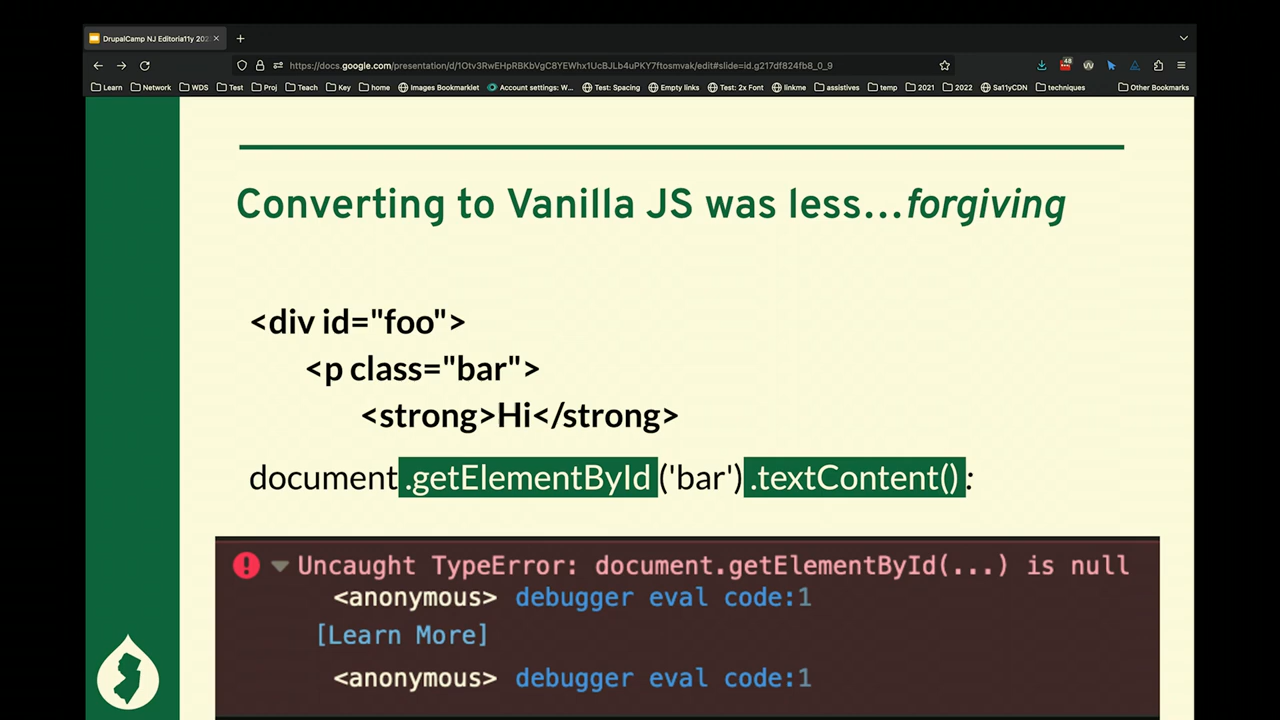 DrupalCamp NJ Editoria11y 202
https://docs.google.com/presentation/d/1Otv3RwEHpRBKbVgC8YEWhx1UcBJLb4uPKY7ftosmvak/edit#slide=id.g217df824fb8_0_9
48
Learn Network WDS Test Proj Teach Key home Images Bookmarklet Account settings: W... Test: Spacing Empty links Test: 2x Font linkme assistives temp 2021 2022 Sa11yCDN techniques Other Bookmarks
Converting to Vanilla JS was less...forgiving
<div id="foo">
<p class="bar">
<strong>Hi</strong>
document.getElementById('bar').textContent():
Uncaught TypeError: document.getElementById(...) is null
<anonymous> debugger eval code:1
[Learn More]
<anonymous> debugger eval code:1